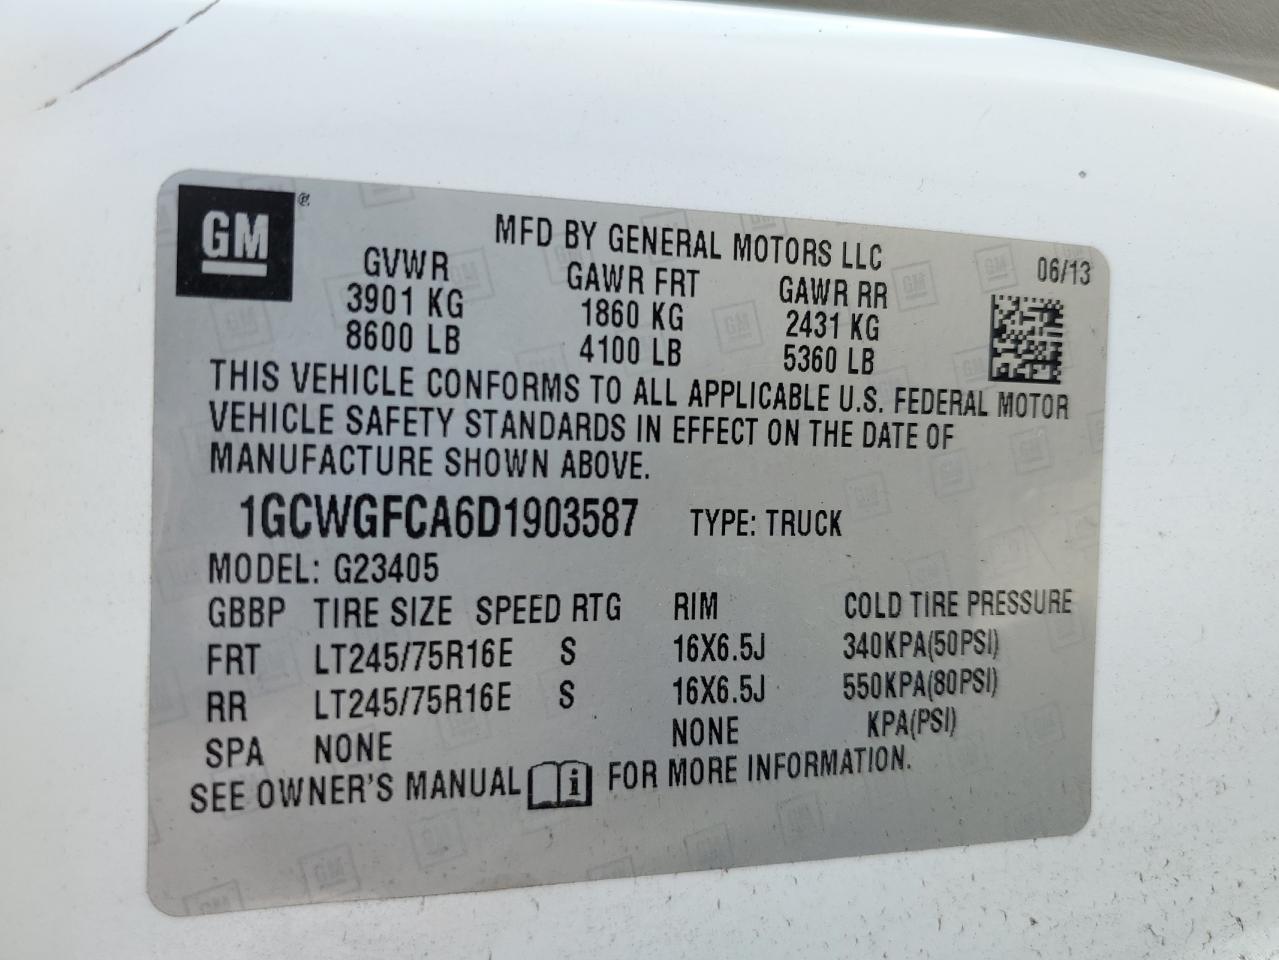 GM®
MFD BY GENERAL MOTORS LLC
06/13
GVWR GAWR FRT GAWR RR
3901 KG 1860 KG 2431 KG
8600 LB 4100 LB 5360 LB
THIS VEHICLE CONFORMS TO ALL APPLICABLE U.S. FEDERAL MOTOR
VEHICLE SAFETY STANDARDS IN EFFECT ON THE DATE OF
MANUFACTURE SHOWN ABOVE.
1GCWGFCA6D1903587 TYPE: TRUCK
MODEL: G23405
GBBP TIRE SIZE SPEED RTG RIM COLD TIRE PRESSURE
FRT LT245/75R16E S 16X6.5J 340KPA(50PSI)
RR LT245/75R16E S 16X6.5J 550KPA(80PSI)
SPA NONE NONE KPA(PSI)
SEE OWNER'S MANUAL i FOR MORE INFORMATION.